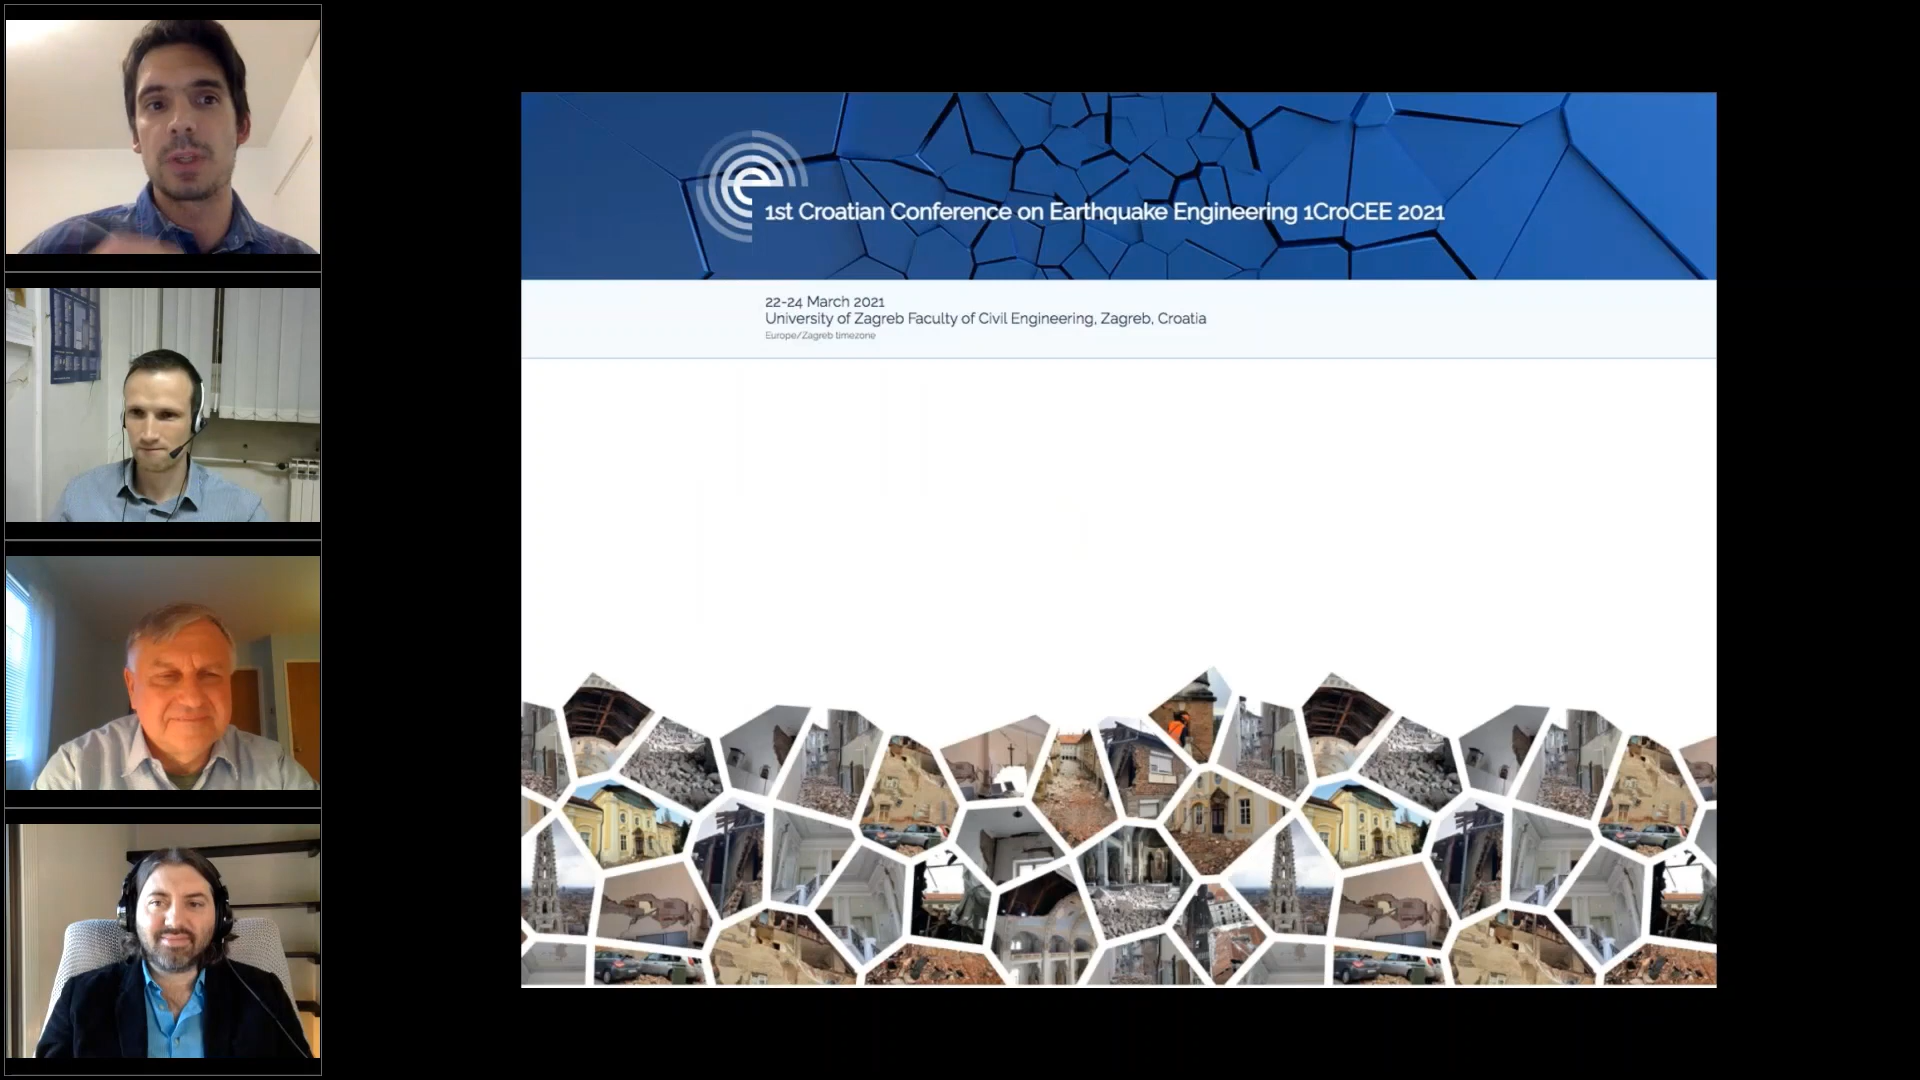 1st Croatian Conference on Earthquake Engineering 1CroCEE 2021
22-24 March 2021
University of Zagreb Faculty of Civil Engineering, Zagreb, Croatia
Europe/Zagreb timezone